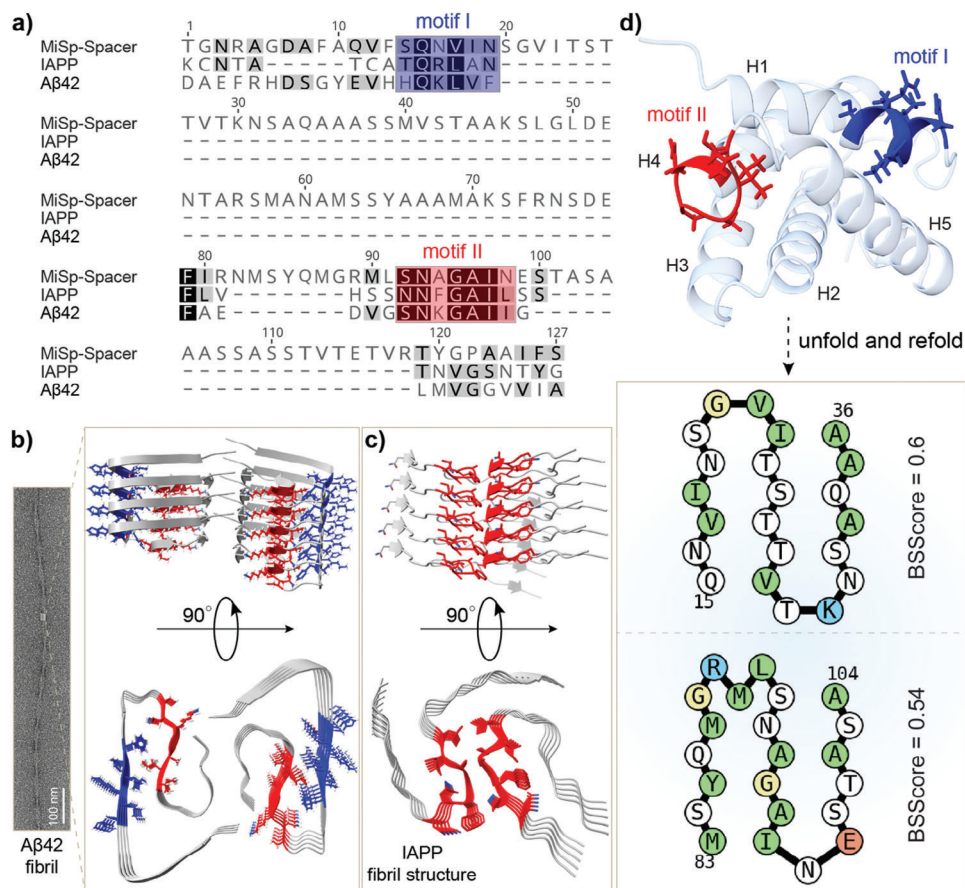 a)
motif I
1 10 20
MiSp-Spacer TGNRAGDAFAQVFSQNVINSGVITST
IAPP KCNTA-----TCATQRLAN-------
Aβ42 DAEFRHDSGYEVHHQKLVF-------
30 40 50
MiSp-Spacer TVTKNSAQAAASSMVSTAAKSLGLDE
IAPP --------------------------
Aβ42 --------------------------
60 70
MiSp-Spacer NTARSMANAMSSYAAAMAKSFRNSDE
IAPP --------------------------
Aβ42 --------------------------
80 90 motif II 100
MiSp-Spacer FIRNMSYQMGRMLSNAGAINESTASA
IAPP FLV-------HSSNNFGAILSS----
Aβ42 FAE-------DVGSNKGAIIG-----
110 120 127
MiSp-Spacer AASSASSTVTETVRTYGPAAIFS
IAPP --------------TNVGSNTYG
Aβ42 --------------LMVGGVVIA
b)
100 nm
Aβ42
fibril
90°
c)
90°
IAPP
fibril structure
d)
H1
motif I
motif II
H4
H5
H3
H2
unfold and refold
15
Q N V I N S G V I T S T T V T K N S A Q A A
36
BSScore = 0.6
83
M S Y Q M G R M L S N A G A I N E S T A S A
104
BSScore = 0.54